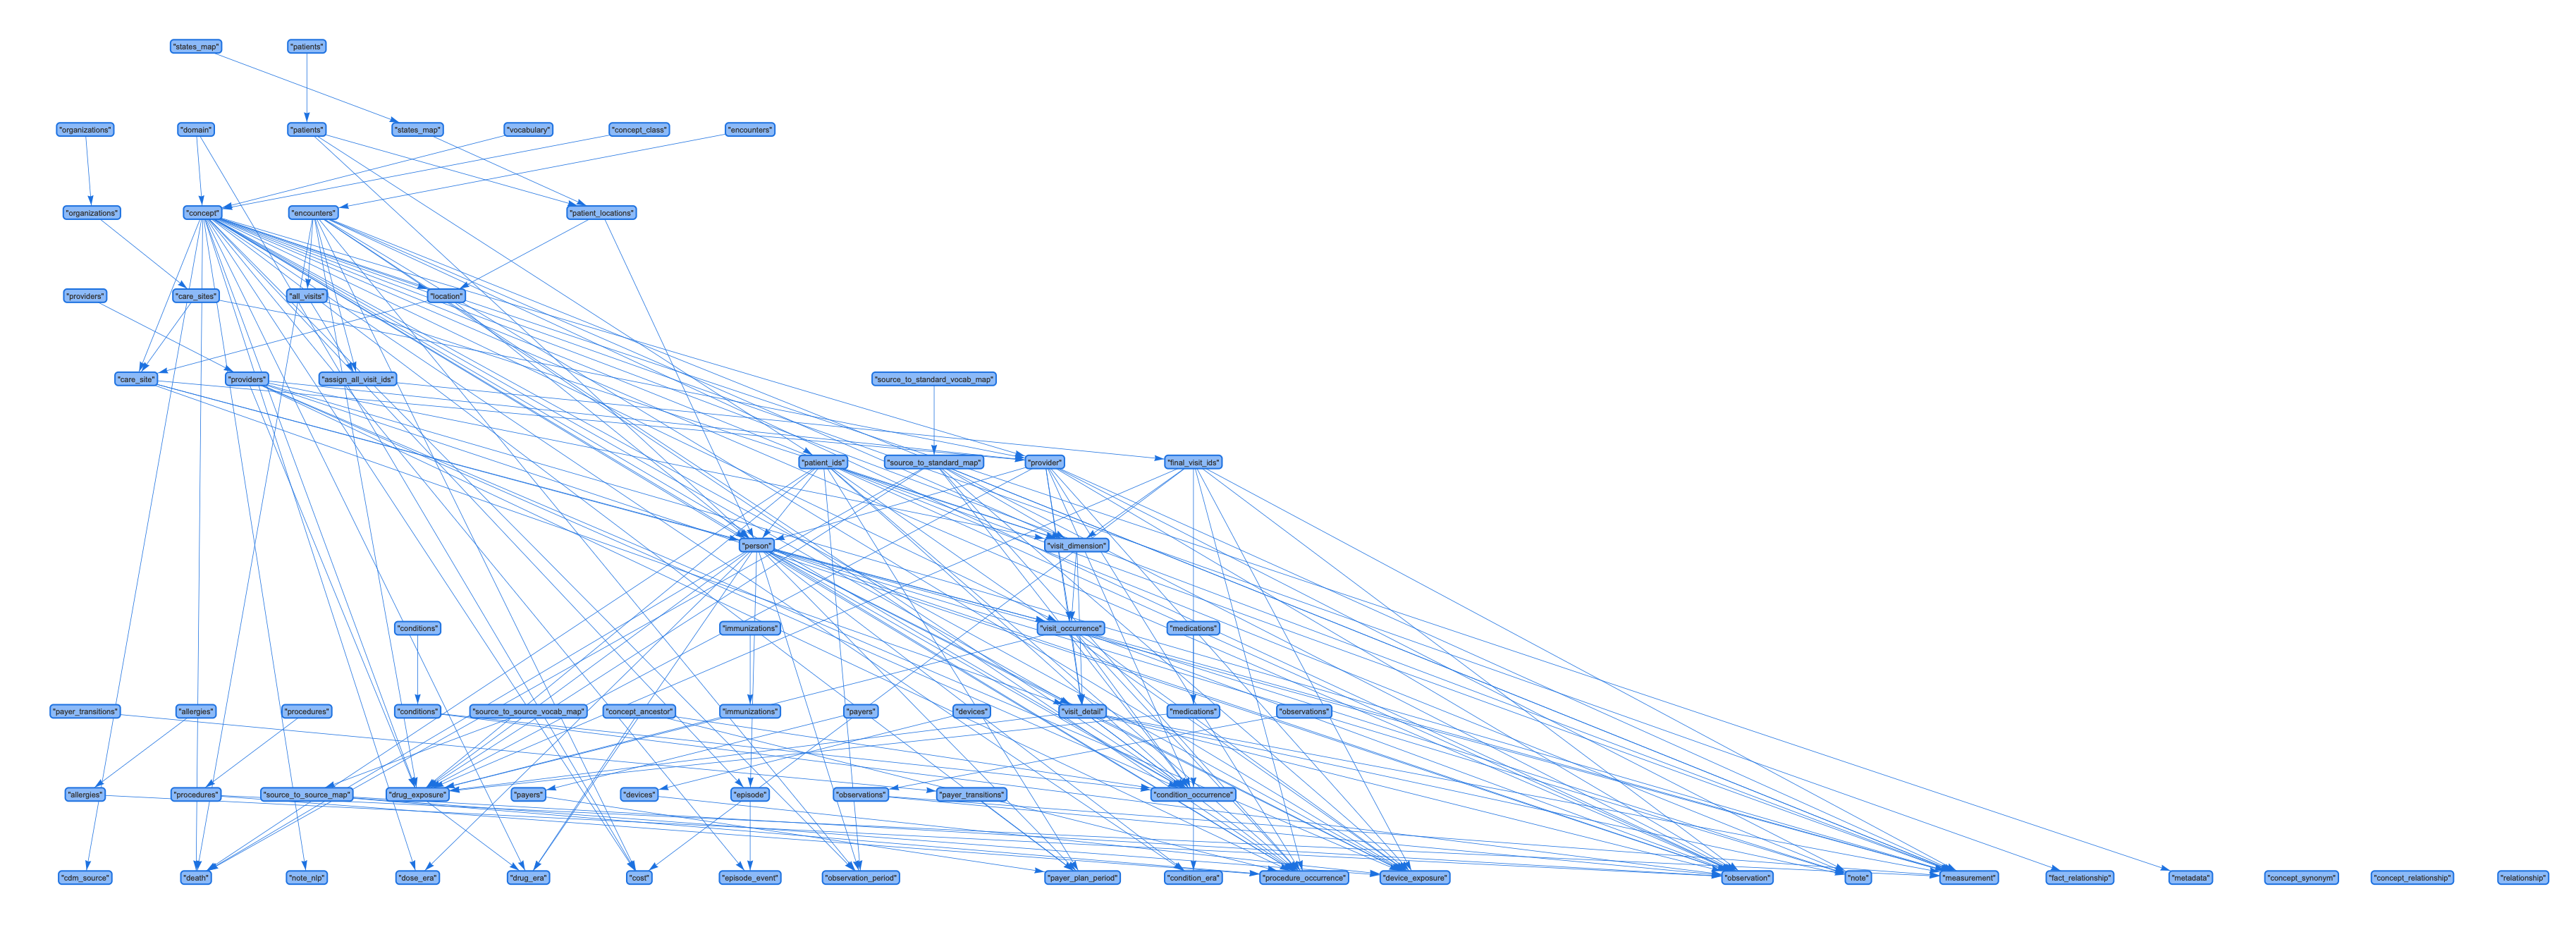 "states_map"
"patients"
"organizations"
"domain"
"patients"
"states_map"
"vocabulary"
"concept_class"
"encounters"
"organizations"
"concept"
"encounters"
"patient_locations"
"providers"
"care_sites"
"all_visits"
"location"
"care_site"
"providers"
"assign_all_visit_ids"
"source_to_standard_vocab_map"
"patient_ids"
"source_to_standard_map"
"provider"
"final_visit_ids"
"person"
"visit_dimension"
"conditions"
"immunizations"
"visit_occurrence"
"medications"
"payer_transitions"
"allergies"
"procedures"
"conditions"
"source_to_source_vocab_map"
"concept_ancestor"
"immunizations"
"payers"
"devices"
"visit_detail"
"medications"
"observations"
"allergies"
"procedures"
"source_to_source_map"
"drug_exposure"
"payers"
"devices"
"episode"
"observations"
"payer_transitions"
"condition_occurrence"
"cdm_source"
"death"
"note_nlp"
"dose_era"
"drug_era"
"cost"
"episode_event"
"observation_period"
"payer_plan_period"
"condition_era"
"procedure_occurrence"
"device_exposure"
"observation"
"note"
"measurement"
"fact_relationship"
"metadata"
"concept_synonym"
"concept_relationship"
"relationship"